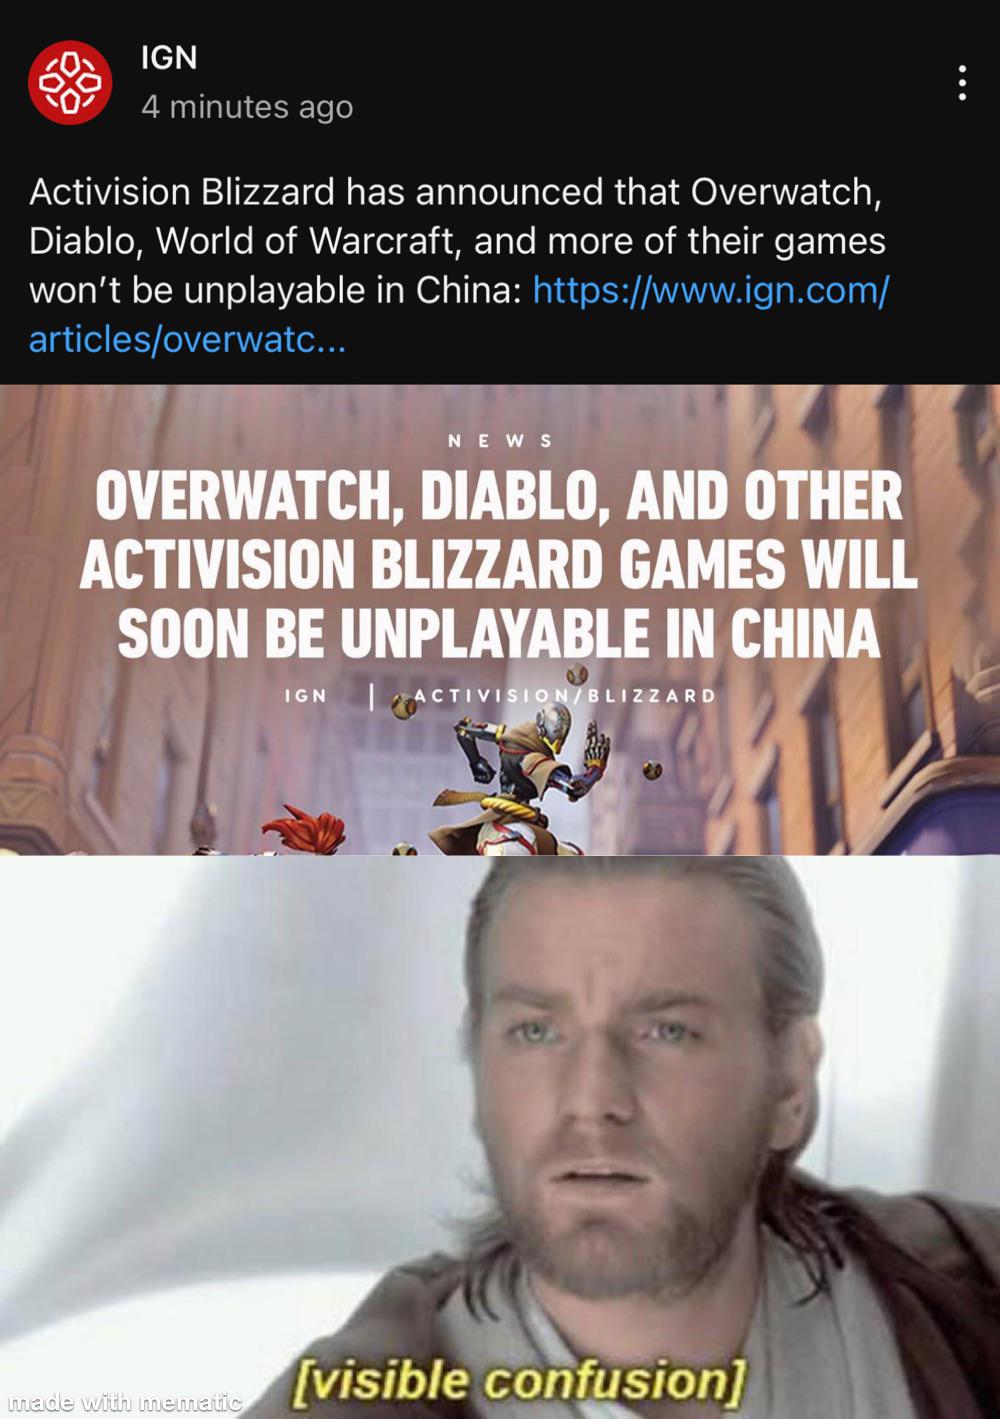 IGN
4 minutes ago
Activision Blizzard has announced that Overwatch,
Diablo, World of Warcraft, and more of their games
won’t be unplayable in China: https://www.ign.com/
articles/overwatc...
NEWS
OVERWATCH, DIABLO, AND OTHER
ACTIVISION BLIZZARD GAMES WILL
SOON BE UNPLAYABLE IN CHINA
IGN | ACTIVISION/BLIZZARD
[visible confusion]
made with mematic